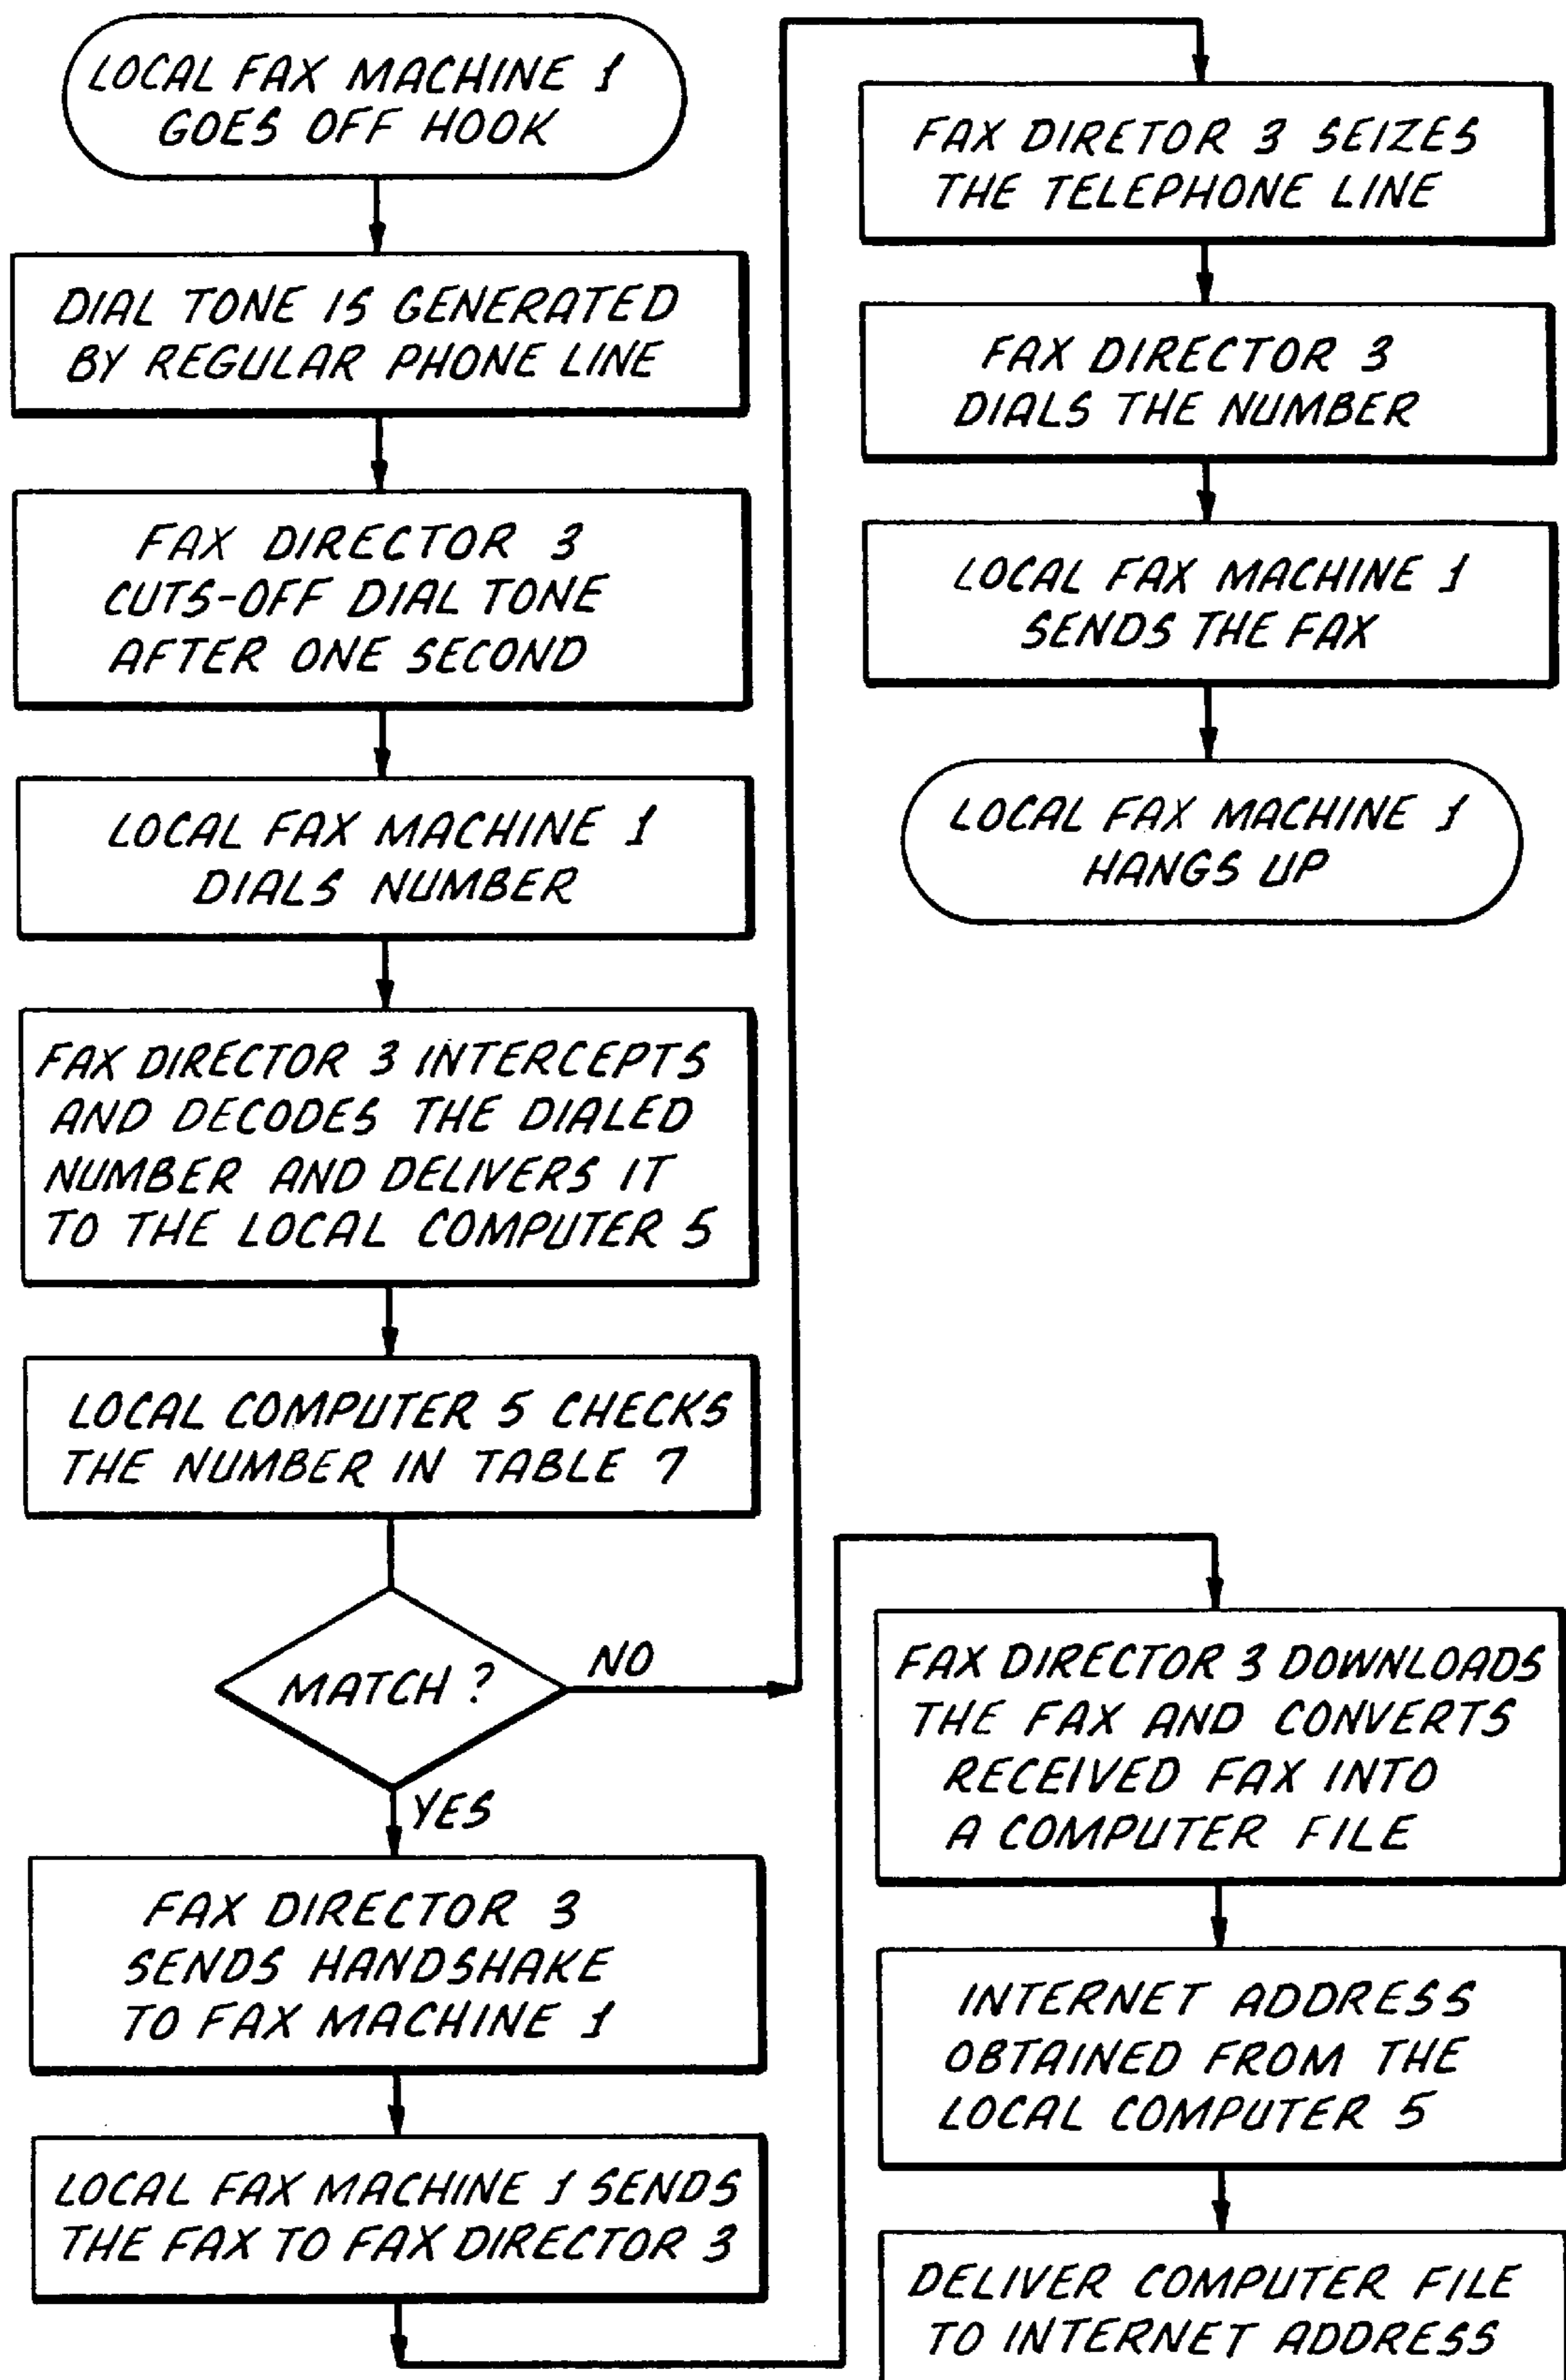 LOCAL FAX MACHINE 1
GOES OFF HOOK
DIAL TONE IS GENERATED
BY REGULAR PHONE LINE
FAX DIRECTOR 3
CUTS-OFF DIAL TONE
AFTER ONE SECOND
LOCAL FAX MACHINE 1
DIALS NUMBER
FAX DIRECTOR 3 INTERCEPTS
AND DECODES THE DIALED
NUMBER AND DELIVERS IT
TO THE LOCAL COMPUTER 5
LOCAL COMPUTER 5 CHECKS
THE NUMBER IN TABLE 7
MATCH ?
NO
YES
FAX DIRECTOR 3
SENDS HANDSHAKE
TO FAX MACHINE 1
LOCAL FAX MACHINE 1 SENDS
THE FAX TO FAX DIRECTOR 3
FAX DIRETOR 3 SEIZES
THE TELEPHONE LINE
FAX DIRECTOR 3
DIALS THE NUMBER
LOCAL FAX MACHINE 1
SENDS THE FAX
LOCAL FAX MACHINE 1
HANGS UP
FAX DIRECTOR 3 DOWNLOADS
THE FAX AND CONVERTS
RECEIVED FAX INTO
A COMPUTER FILE
INTERNET ADDRESS
OBTAINED FROM THE
LOCAL COMPUTER 5
DELIVER COMPUTER FILE
TO INTERNET ADDRESS